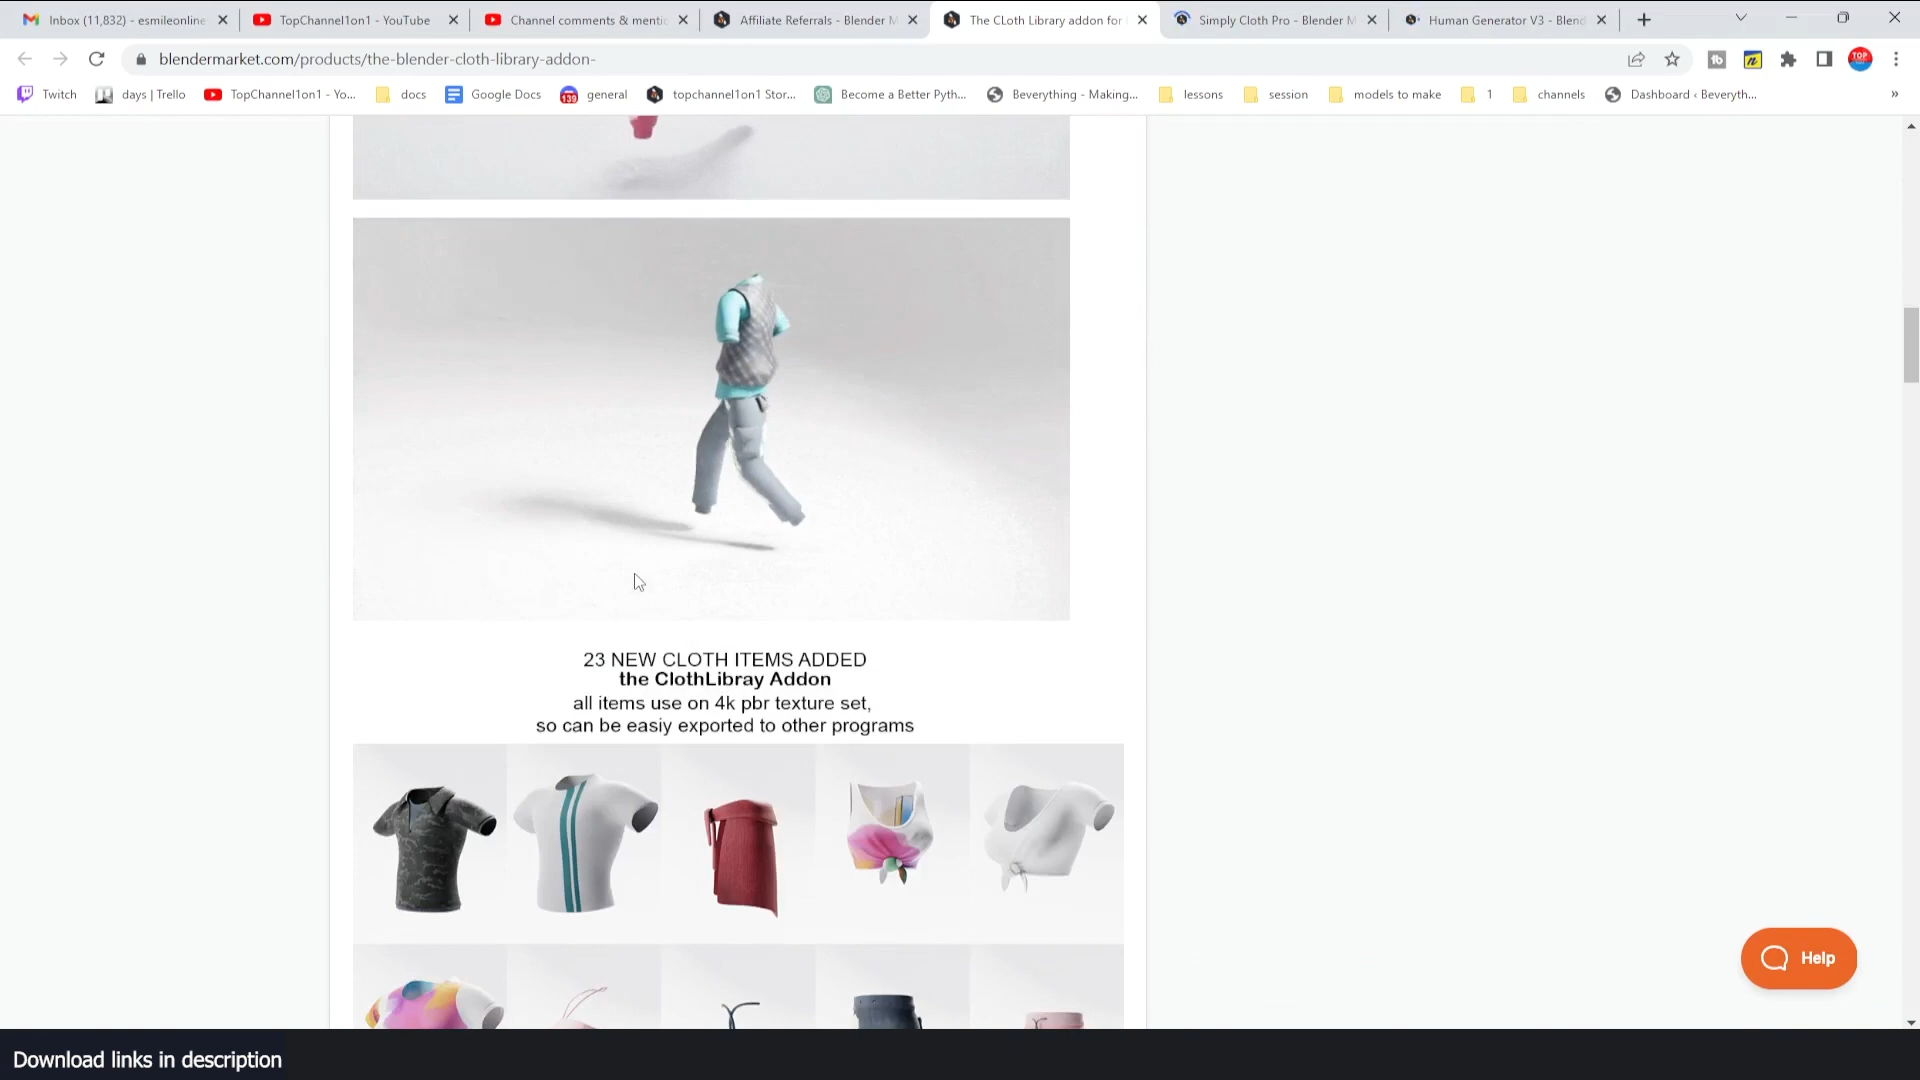 Inbox (11,832) - esmileonline
TopChannel1on1 - YouTube
Channel comments & mentic
Affiliate Referrals - Blender M
The CLoth Library addon for
Simply Cloth Pro - Blender M
Human Generator V3 - Blend
blendermarket.com/products/the-blender-cloth-library-addon-
Twitch
days | Trello
TopChannel1on1 - Yo...
docs
Google Docs
general
topchannel1on1 Stor...
Become a Better Pyth...
Beverything - Making...
lessons
session
models to make
1
channels
Dashboard ‹ Beveryth...
»
23 NEW CLOTH ITEMS ADDED
the ClothLibray Addon
all items use on 4k pbr texture set,
so can be easiy exported to other programs
Help
Download links in description